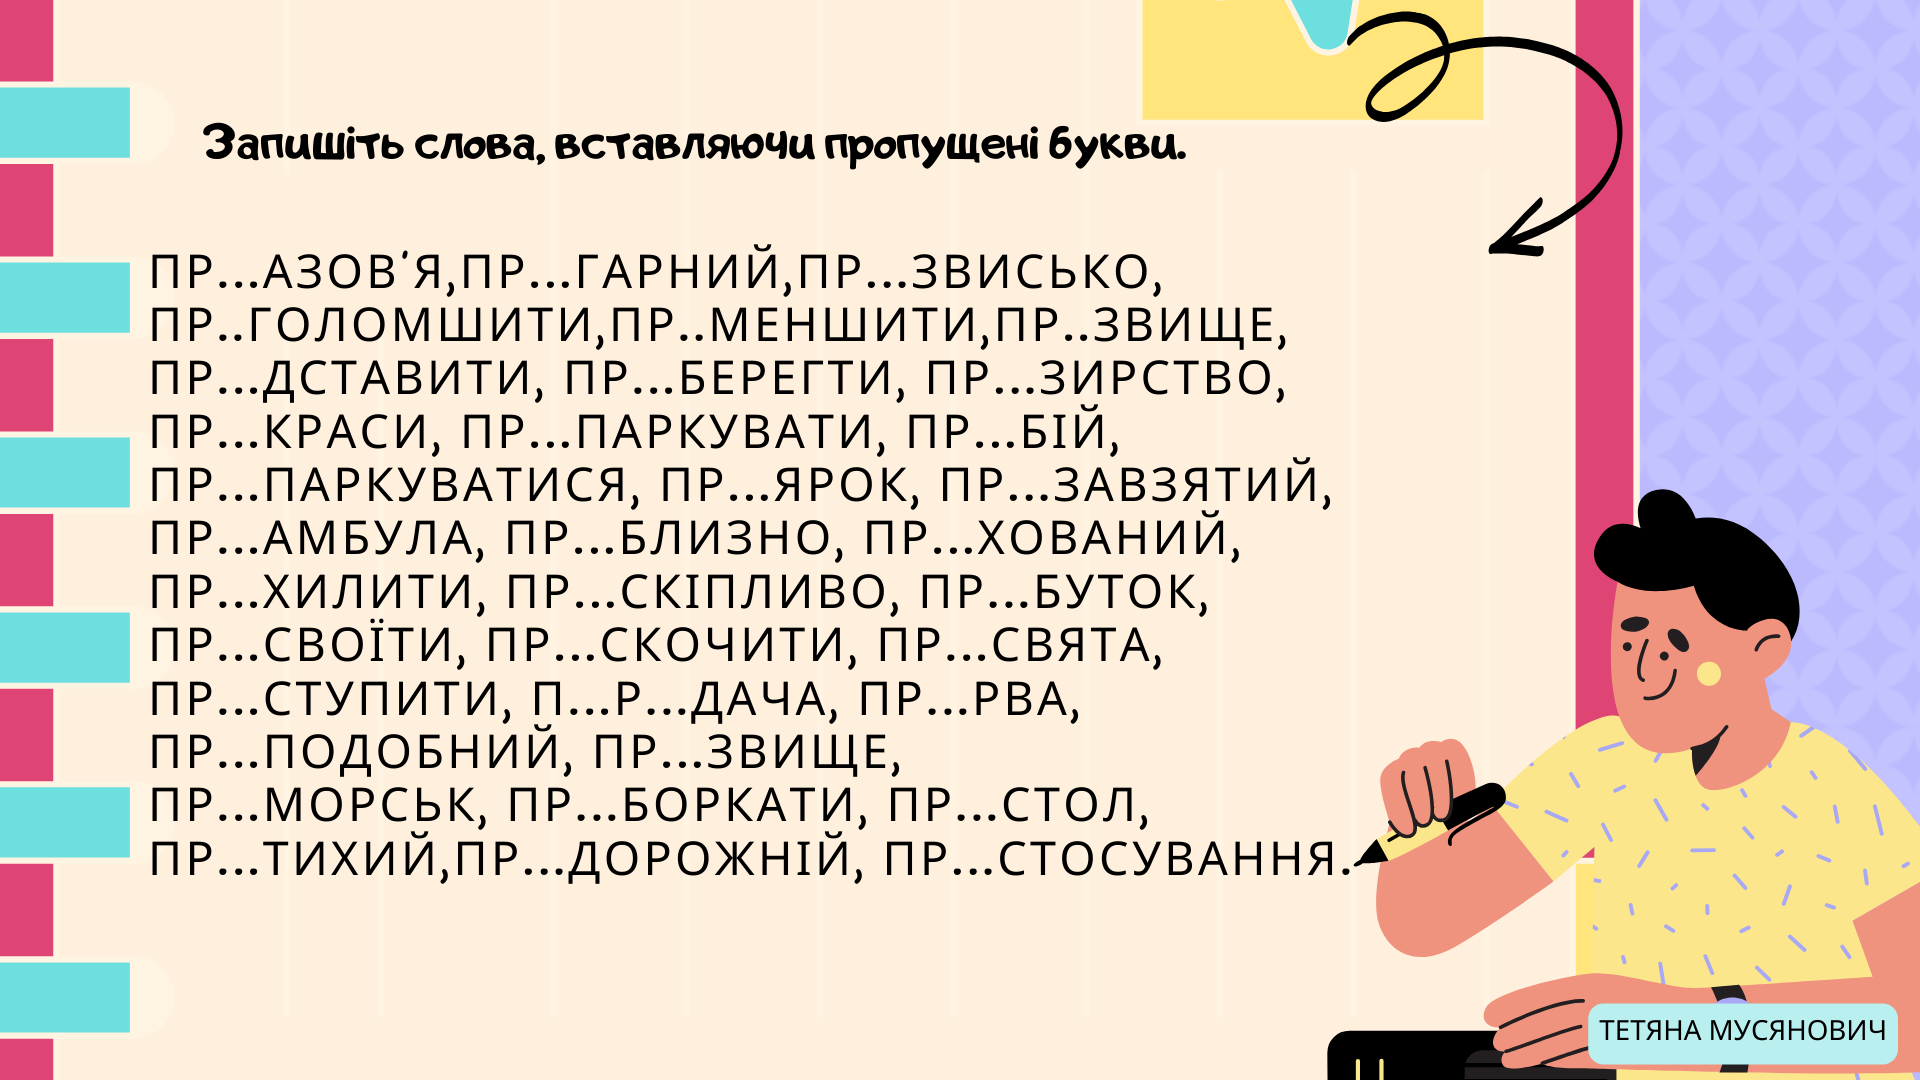 Запишіть слова, вставляючи пропущені букви.
ПР...АЗОВ'Я,ПР...ГАРНИЙ,ПР...ЗВИСЬКО,
ПР..ГОЛОМШИТИ,ПР..МЕНШИТИ,ПР..ЗВИЩЕ,
ПР...ДСТАВИТИ, ПР...БЕРЕГТИ, ПР...ЗИРСТВО,
ПР...КРАСИ, ПР...ПАРКУВАТИ, ПР...БІЙ,
ПР...ПАРКУВАТИСЯ, ПР...ЯРОК, ПР...ЗАВЗЯТИЙ,
ПР...АМБУЛА, ПР...БЛИЗНО, ПР...ХОВАНИЙ,
ПР...ХИЛИТИ, ПР...СКІПЛИВО, ПР...БУТОК,
ПР...СВОЇТИ, ПР...СКОЧИТИ, ПР...СВЯТА,
ПР...СТУПИТИ, П...Р...ДАЧА, ПР...РВА,
ПР...ПОДОБНИЙ, ПР...ЗВИЩЕ,
ПР...МОРСЬК, ПР...БОРКАТИ, ПР...СТОЛ,
ПР...ТИХИЙ,ПР...ДОРОЖНІЙ, ПР...СТОСУВАННЯ.
ТЕТЯНА МУСЯНОВИЧ